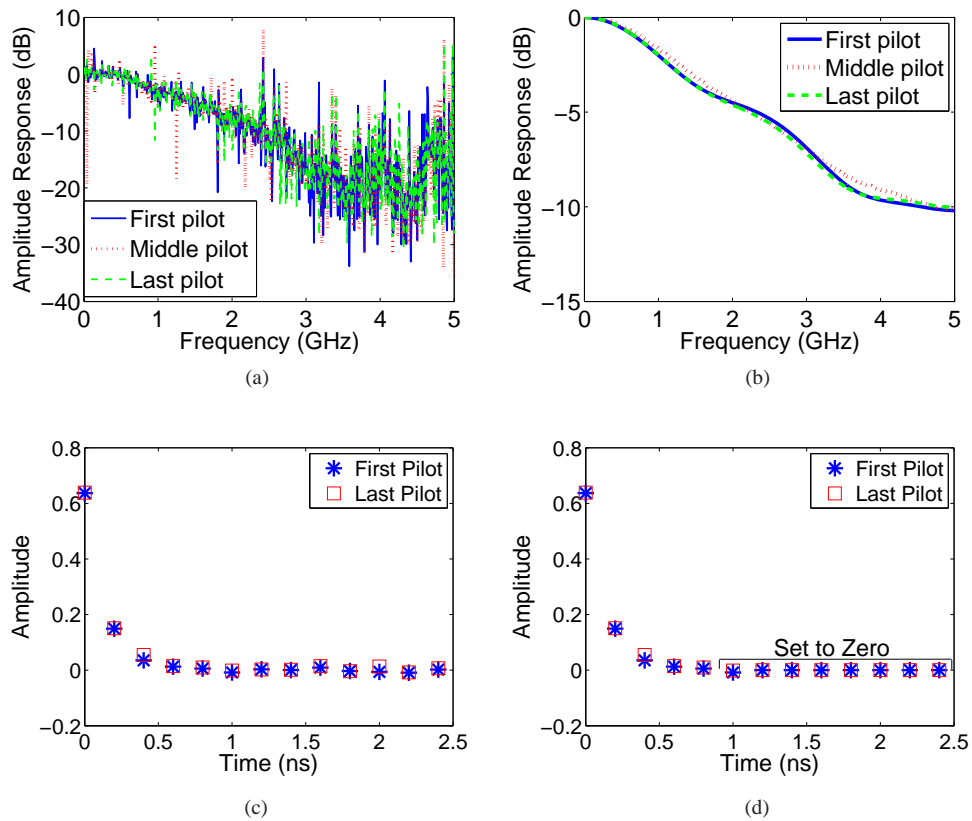 Amplitude Response (dB)
10
0
−10
−20
−30
−40
First pilot
Middle pilot
Last pilot
0 1 2 3 4 5
Frequency (GHz)
(a)
Amplitude Response (dB)
0
−5
−10
−15
First pilot
Middle pilot
Last pilot
0 1 2 3 4 5
Frequency (GHz)
(b)
Amplitude
0.8
0.6
0.4
0.2
0
−0.2
First Pilot
Last Pilot
0 0.5 1 1.5 2 2.5
Time (ns)
(c)
Amplitude
0.8
0.6
0.4
0.2
0
−0.2
First Pilot
Last Pilot
Set to Zero
0 0.5 1 1.5 2 2.5
Time (ns)
(d)